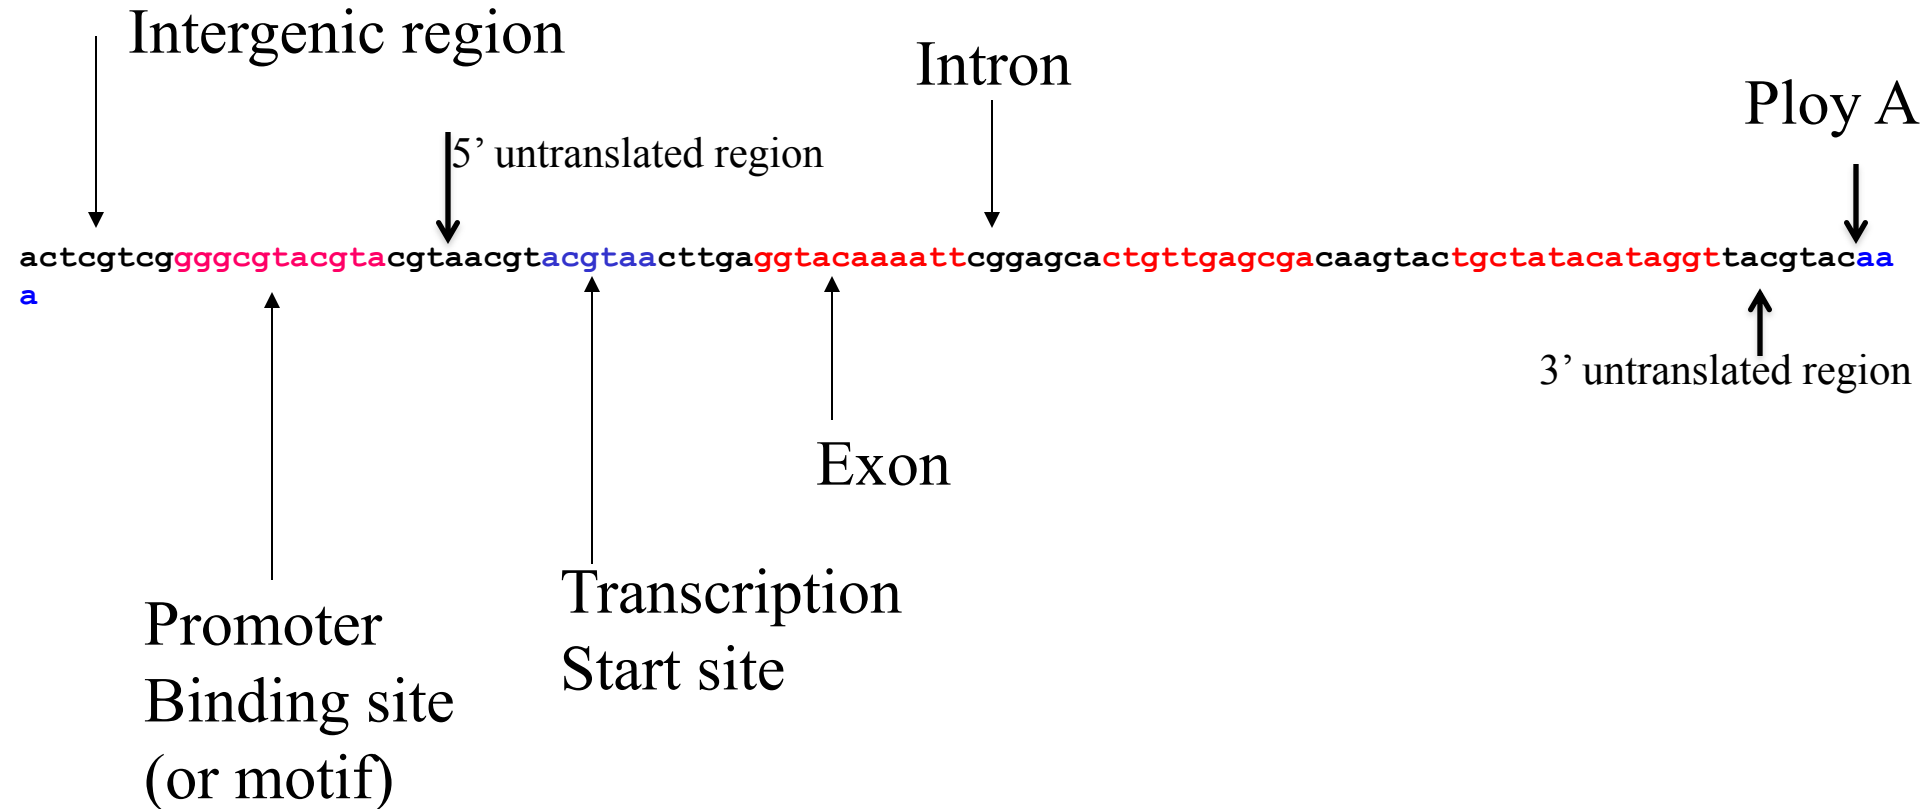 Intergenic region
Intron
Ploy A
5’ untranslated region
actcgtcggggcgtacgtacgtaacgtacgtaacttgaggtacaaaattcggagcactgttgagcgacaagtactgctatacataggttacgtacaa
a
3’ untranslated region
Exon
Transcription
Start site
Promoter
Binding site
(or motif)